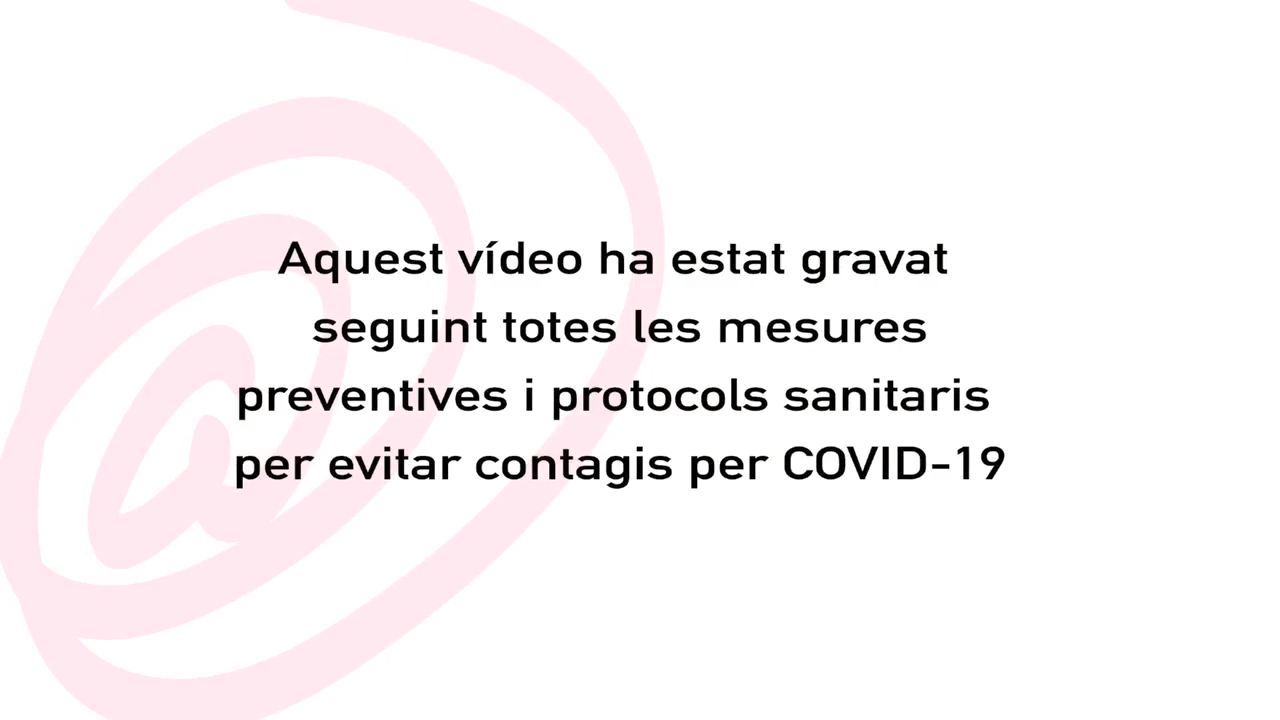 Aquest vídeo ha estat gravat
seguint totes les mesures
preventives i protocols sanitaris
per evitar contagis per COVID-19